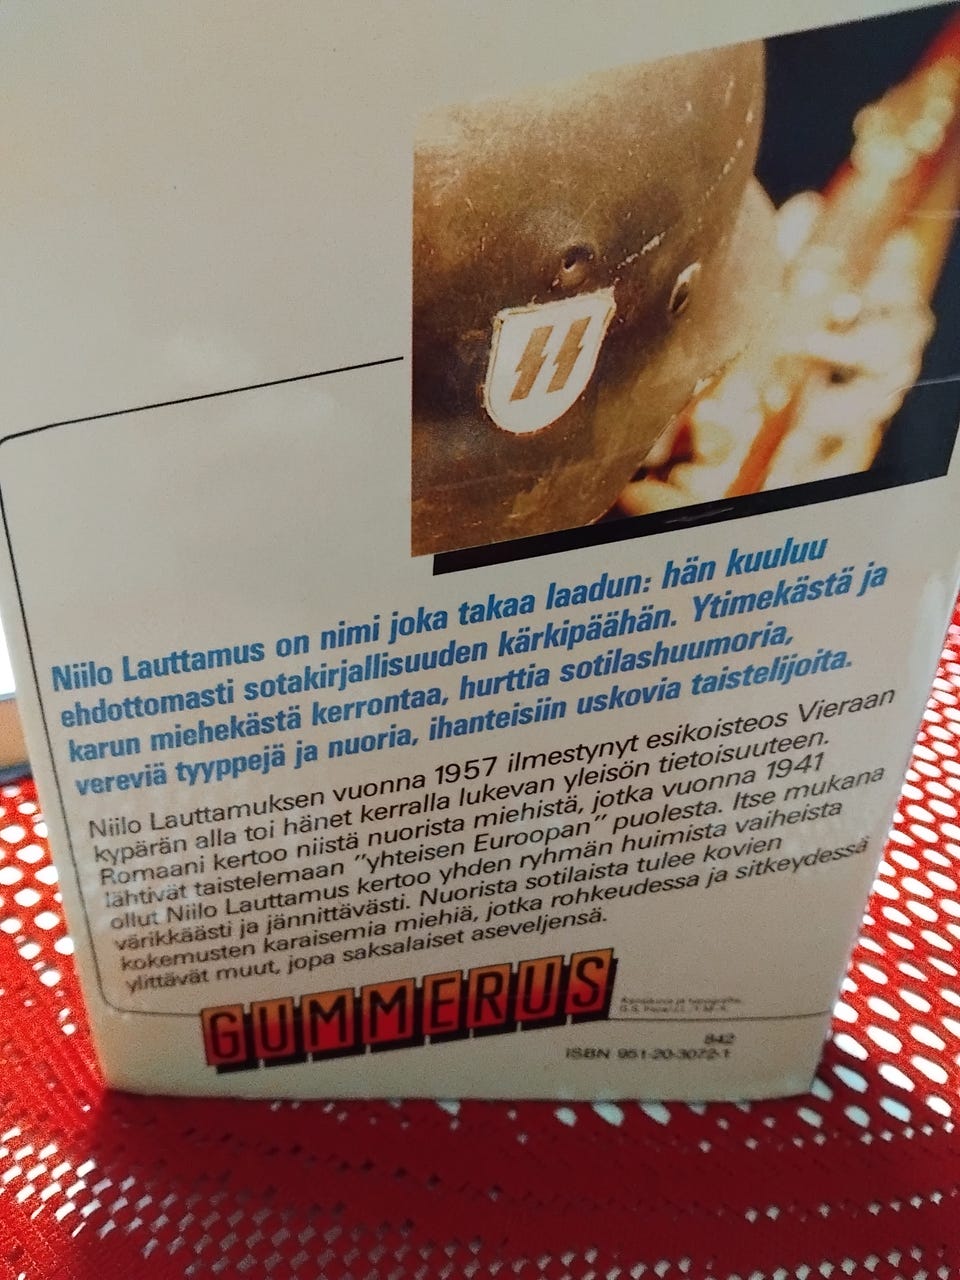 Niilo Lauttamus on nimi joka takaa laadun: hän kuuluu
ehdottomasti sotakirjallisuuden kärkipäähän. Ytimekästä ja
karun miehekästä kerrontaa, hurttia sotilashuumoria,
vereviä tyyppejä ja nuoria, ihanteisiin uskovia taistelijoita.
Niilo Lauttamuksen vuonna 1957 ilmestynyt esikoisteos Vieraan
kypärän alla toi hänet kerralla lukevan yleisön tietoisuuteen.
Romaani kertoo niistä nuorista miehistä, jotka vuonna 1941
lähtivät taistelemaan "yhteisen Euroopan" puolesta. Itse mukana
ollut Niilo Lauttamus kertoo yhden ryhmän huimista vaiheista
värikkäästi ja jännittävästi. Nuorista sotilaista tulee kovien
kokemusten karaisemia miehiä, jotka rohkeudessa ja sitkeydessä
ylittävät muut, jopa saksalaiset aseveljensä.
GUMMERUS
842
ISBN 951-20-3072-1